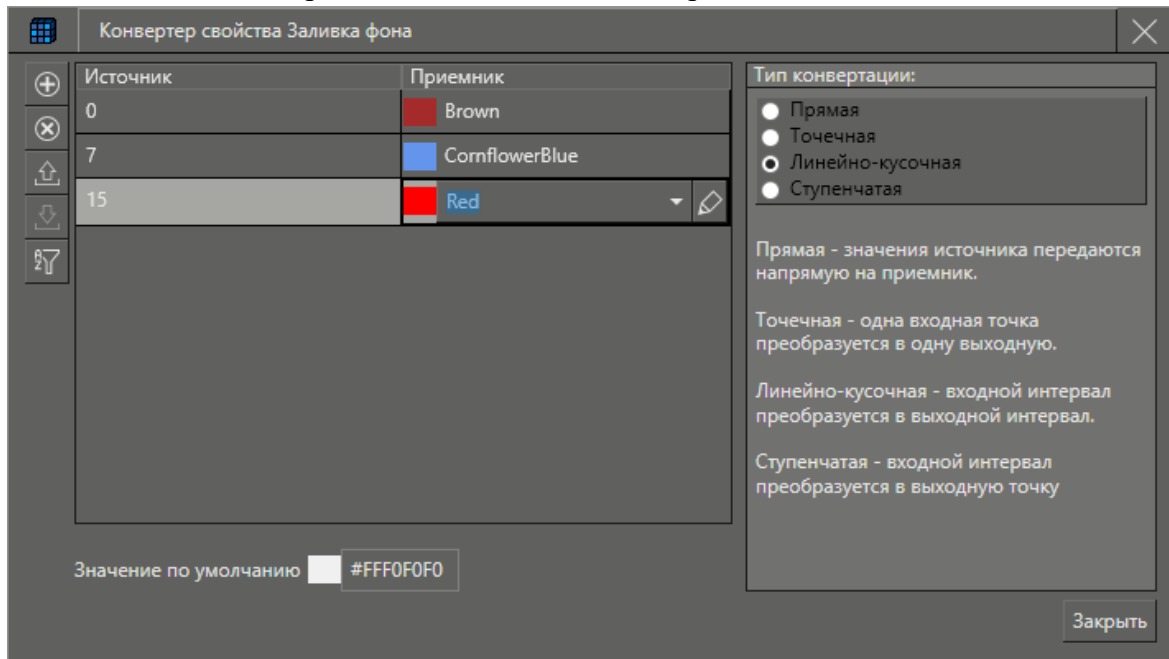 Конвертер свойства Заливка фона
Источник Приемник
0 Brown
7 CornflowerBlue
15 Red
Значение по умолчанию #FFF0F0F0
Тип конвертации:
Прямая
Точечная
Линейно-кусочная
Ступенчатая
Прямая - значения источника передаются
напрямую на приемник.
Точечная - одна входная точка
преобразуется в одну выходную.
Линейно-кусочная - входной интервал
преобразуется в выходной интервал.
Ступенчатая - входной интервал
преобразуется в выходную точку
Закрыть